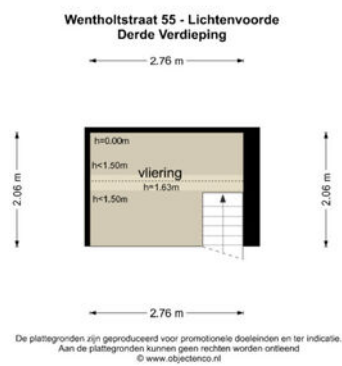 Wentholtstraat 55 - Lichtenvoorde
Derde Verdieping
2.76 m
h=0.00m
h<1.50m
vliering
h=1.63m
h<1.50m
2.06 m
2.06 m
2.76 m
De plattegronden zijn geproduceerd voor promotionele doeleinden en ter indicatie.
Aan de plattegronden kunnen geen rechten worden ontleend
© www.objectenco.nl